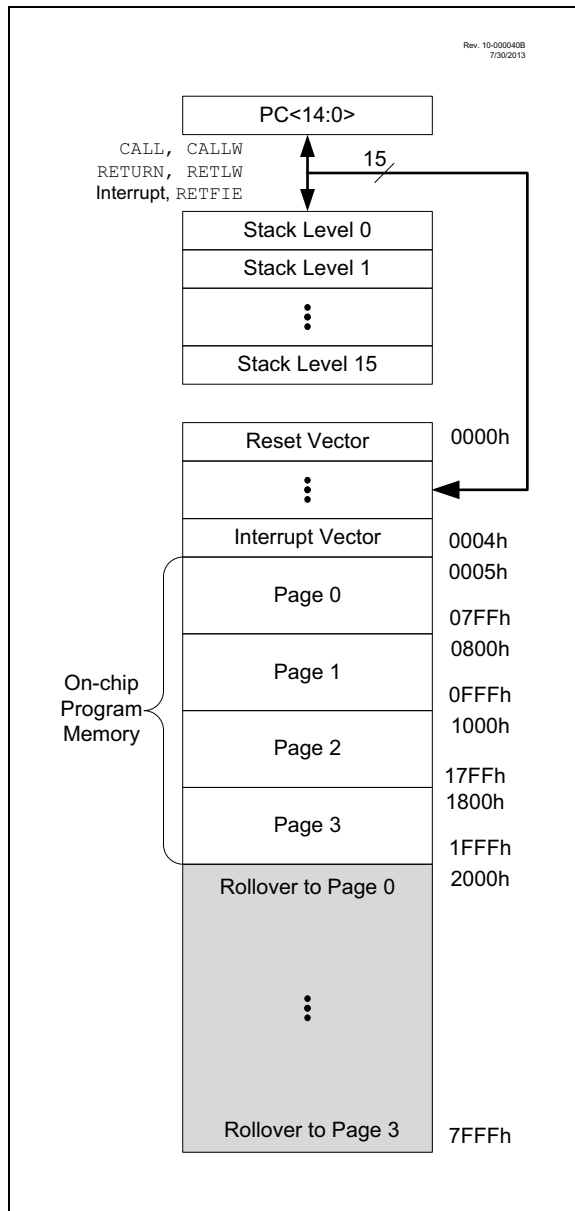 Rev. 10-000040B
7/30/2013
PC<14:0>
CALL, CALLW
RETURN, RETLW
Interrupt, RETFIE
15
Stack Level 0
Stack Level 1
Stack Level 15
Reset Vector
0000h
Interrupt Vector
0004h
0005h
Page 0
07FFh
0800h
Page 1
0FFFh
1000h
On-chip
Program
Memory
Page 2
17FFh
1800h
Page 3
1FFFh
Rollover to Page 0
2000h
Rollover to Page 3
7FFFh